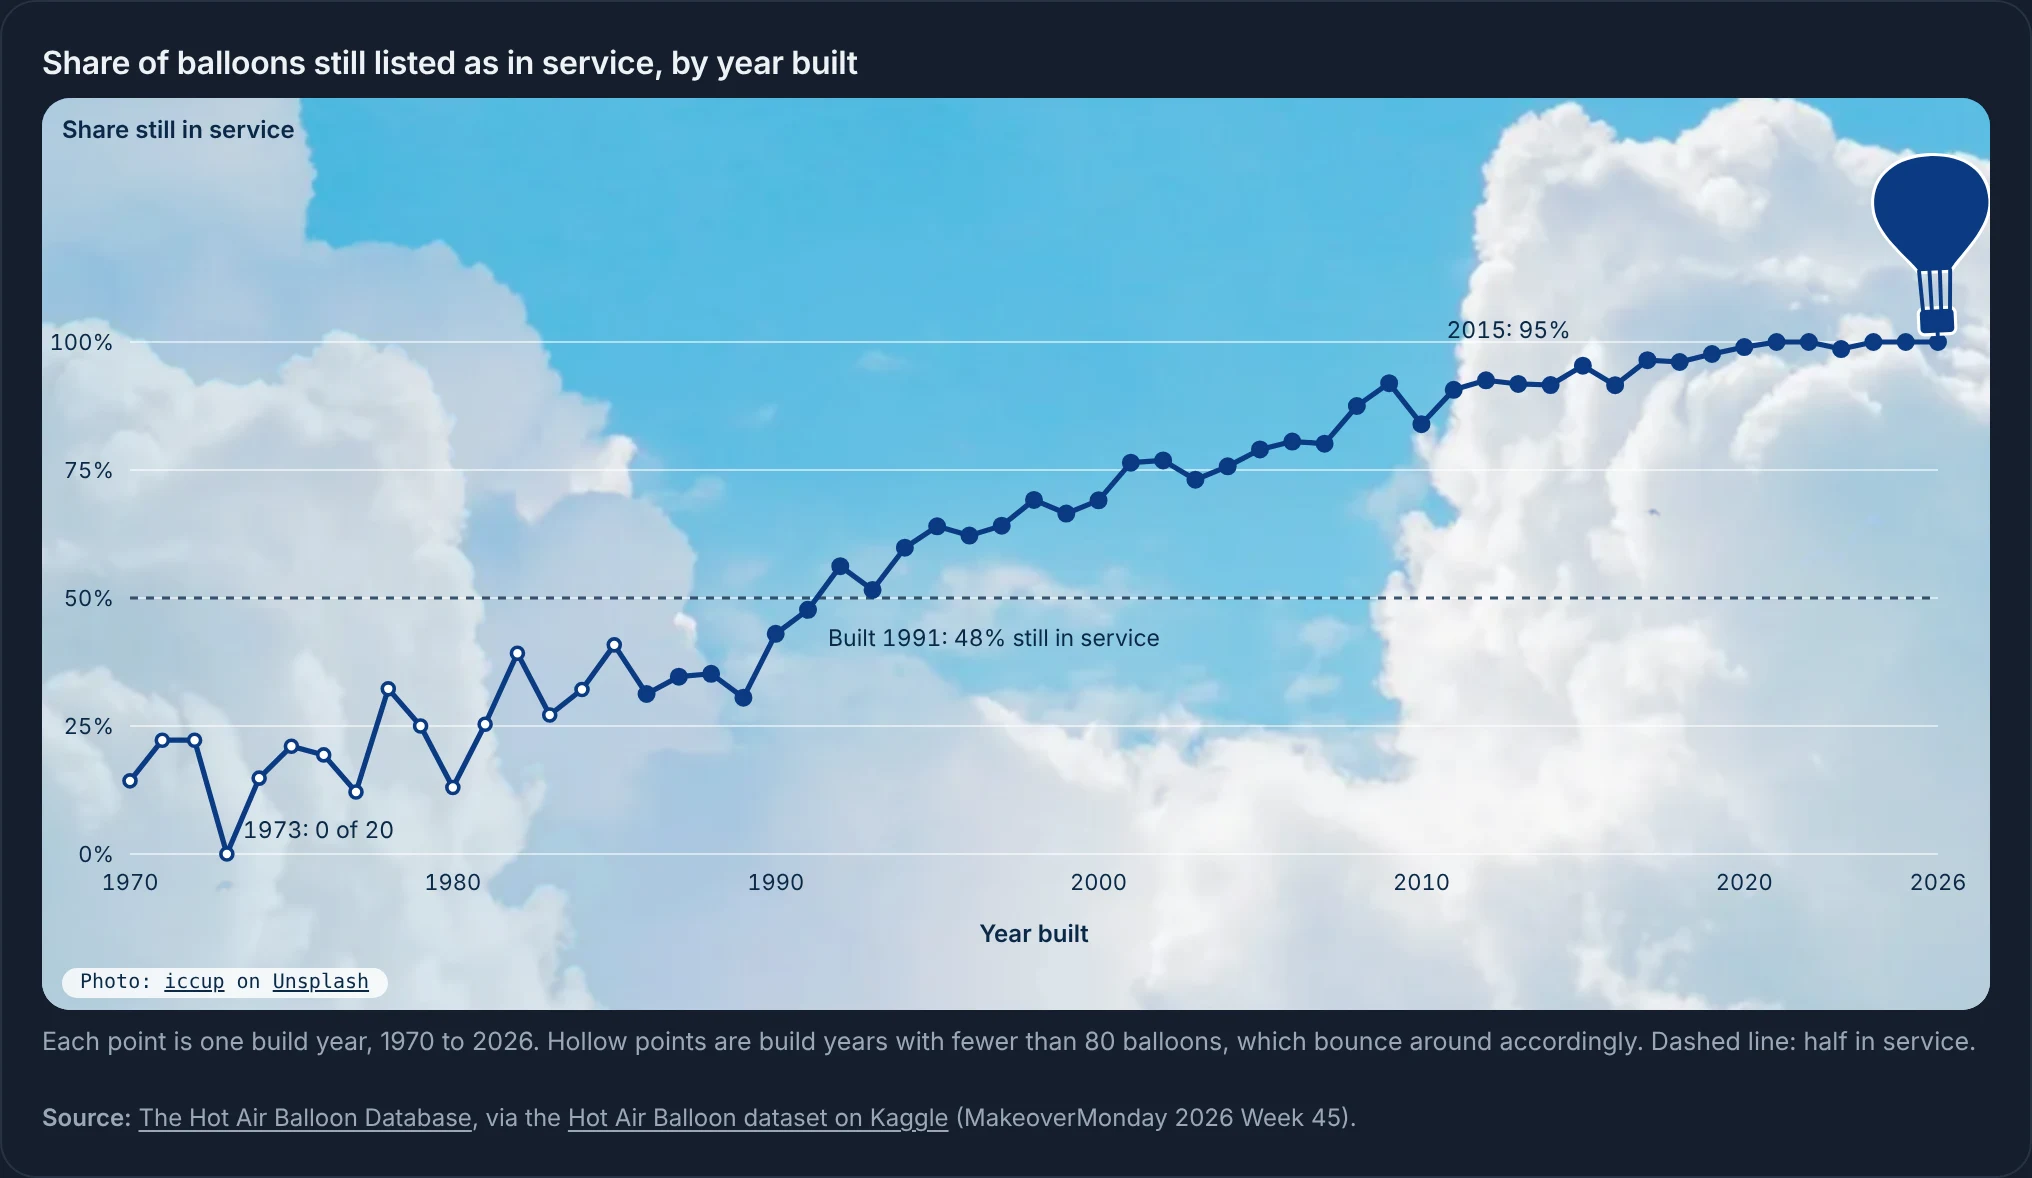 Share of balloons still listed as in service, by year built
Share still in service
100%
2015: 95%
75%
50%
Built 1991: 48% still in service
25%
1973: 0 of 20
0%
1970 1980 1990 2000 2010 2020 2026
Year built
Photo: iccup on Unsplash
Each point is one build year, 1970 to 2026. Hollow points are build years with fewer than 80 balloons, which bounce around accordingly. Dashed line: half in service.
Source: The Hot Air Balloon Database, via the Hot Air Balloon dataset on Kaggle (MakeoverMonday 2026 Week 45).